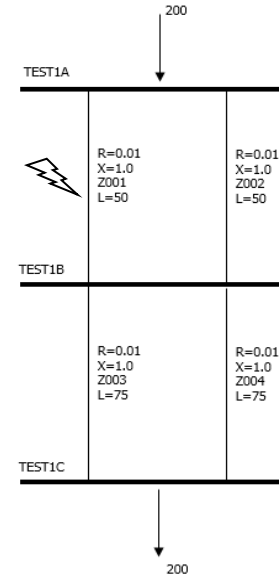 200
TEST1A
R=0.01
X=1.0
Z001
L=50
R=0.01
X=1.0
Z002
L=50
TEST1B
R=0.01
X=1.0
Z003
L=75
R=0.01
X=1.0
Z004
L=75
TEST1C
200